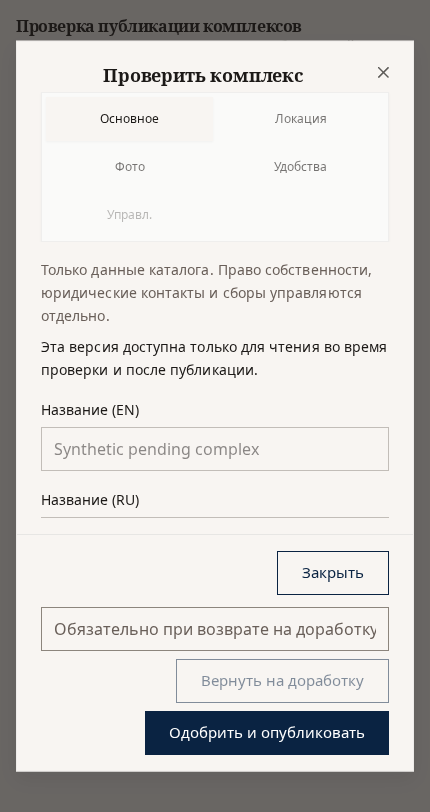 Проверка публикации комплексов
Проверить комплекс
Основное
Локация
Фото
Удобства
Управл.
Только данные каталога. Право собственности,
юридические контакты и сборы управляются
отдельно.
Эта версия доступна только для чтения во время
проверки и после публикации.
Название (EN)
Synthetic pending complex
Название (RU)
Закрыть
Обязательно при возврате на доработку
Вернуть на доработку
Одобрить и опубликовать